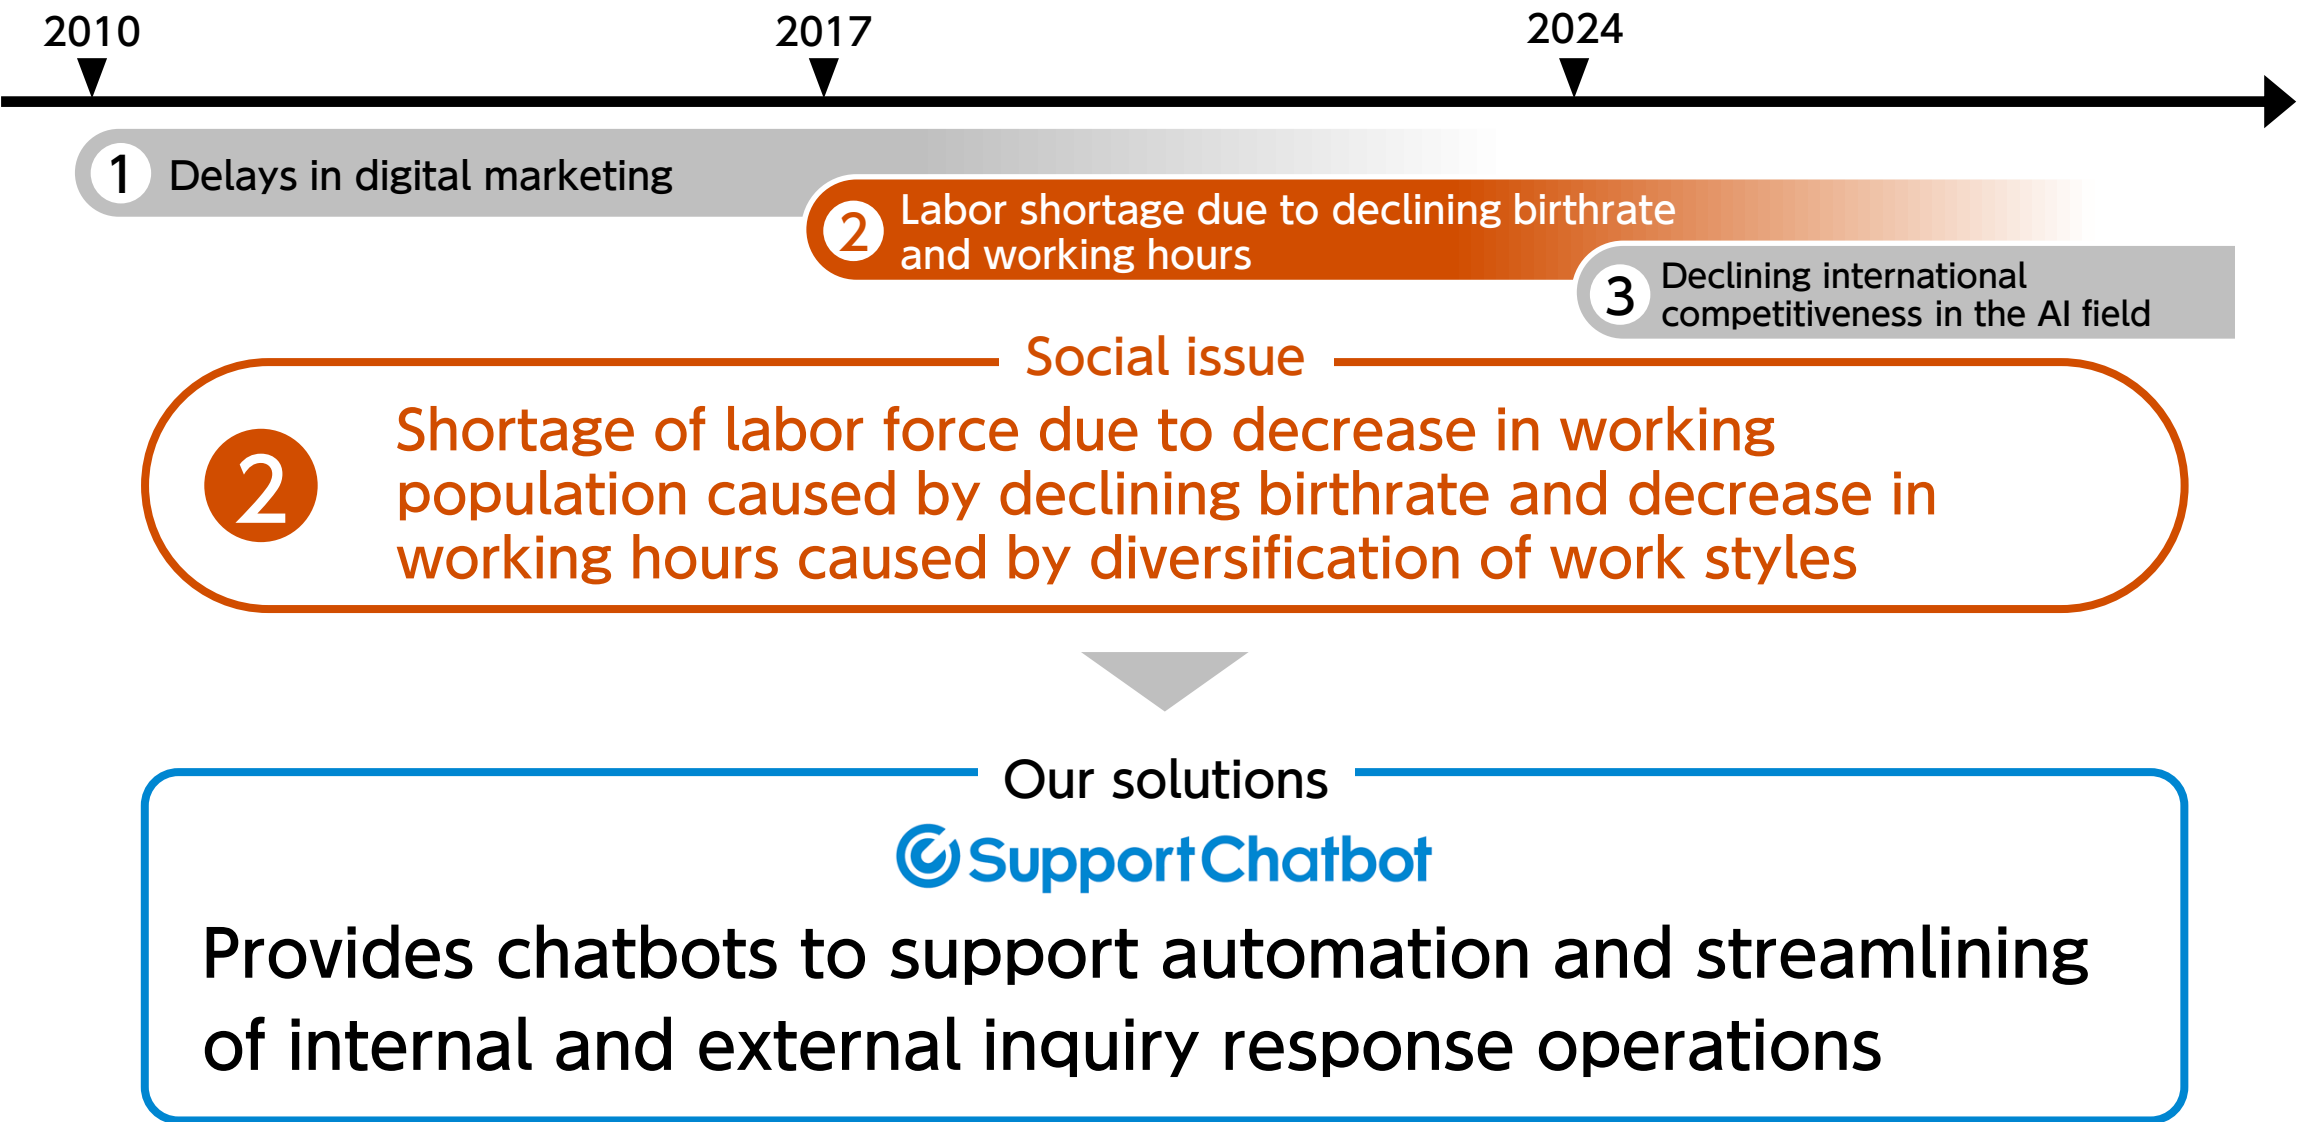 2010
2017
2024
1 Delays in digital marketing
2 Labor shortage due to declining birthrate
and working hours
3 Declining international
competitiveness in the AI field
Social issue
2
Shortage of labor force due to decrease in working
population caused by declining birthrate and decrease in
working hours caused by diversification of work styles
Our solutions
Support Chatbot
Provides chatbots to support automation and streamlining
of internal and external inquiry response operations